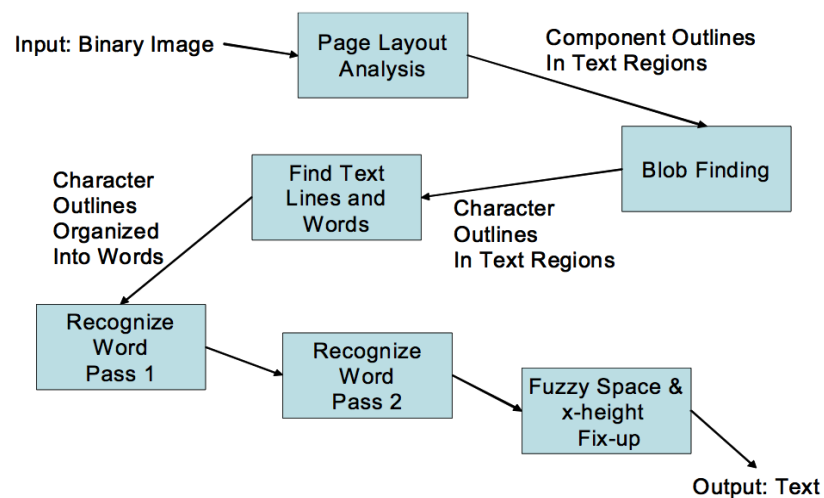 Input: Binary Image
Page Layout
Analysis
Component Outlines
In Text Regions
Blob Finding
Character
Outlines
In Text Regions
Find Text
Lines and
Words
Character
Outlines
Organized
Into Words
Recognize
Word
Pass 1
Recognize
Word
Pass 2
Fuzzy Space &
x-height
Fix-up
Output: Text